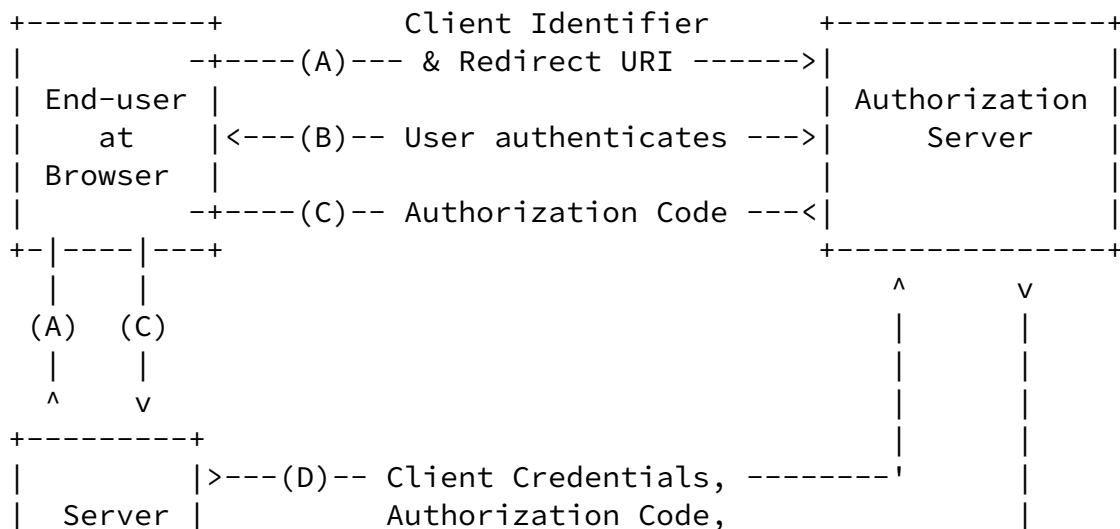 +----------+          Client Identifier      +---------------+
|         -+----(A)--- & Redirect URI ------>|               |
| End-user |                                 | Authorization |
|    at    |<---(B)-- User authenticates --->|     Server    |
| Browser  |                                 |               |
|         -+----(C)-- Authorization Code ---<|               |
+-|----|---+                                 +---------------+
  |    |                                         ^      v
 (A)  (C)                                        |      |
  |    |                                         |      |
  ^    v                                         |      |
+---------+                                      |      |
|         |>---(D)-- Client Credentials, --------'      |
|  Server |          Authorization Code,                |